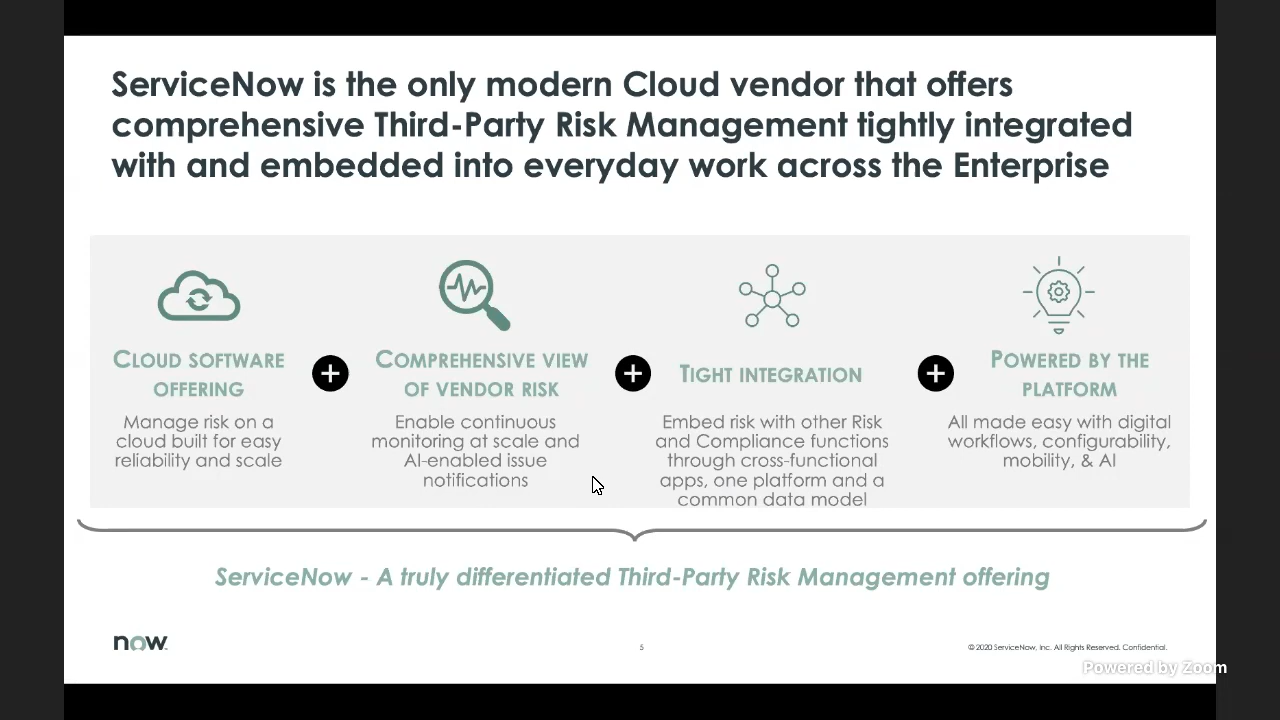 ServiceNow is the only modern Cloud vendor that offers
comprehensive Third-Party Risk Management tightly integrated
with and embedded into everyday work across the Enterprise
CLOUD SOFTWARE
OFFERING
Manage risk on a
cloud built for easy
reliability and scale
COMPREHENSIVE VIEW
OF VENDOR RISK
Enable continuous
monitoring at scale and
AI-enabled issue
notifications
TIGHT INTEGRATION
Embed risk with other Risk
and Compliance functions
through cross-functional
apps, one platform and a
common data model
POWERED BY THE
PLATFORM
All made easy with digital
workflows, configurability,
mobility, & AI
ServiceNow - A truly differentiated Third-Party Risk Management offering
now
5
© 2020 ServiceNow, Inc. All Rights Reserved. Confidential.
Powered by Zoom